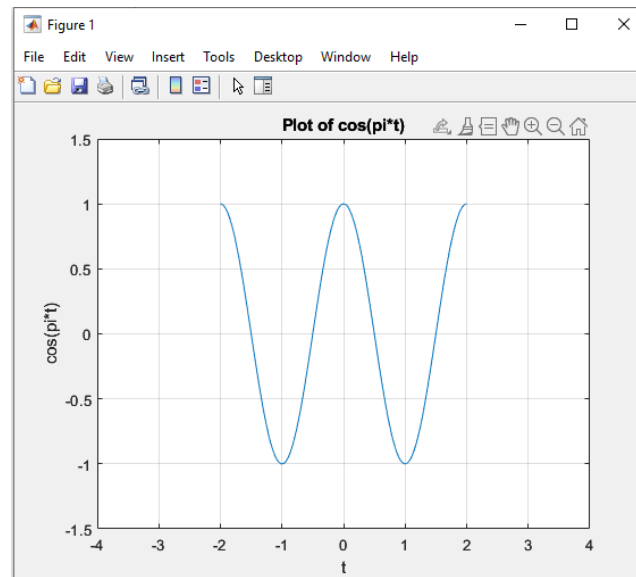 Figure 1
File Edit View Insert Tools Desktop Window Help
Plot of cos(pi*t)
1.5
1
0.5
0
-0.5
-1
-1.5
cos(pi*t)
-4 -3 -2 -1 0 1 2 3 4
t